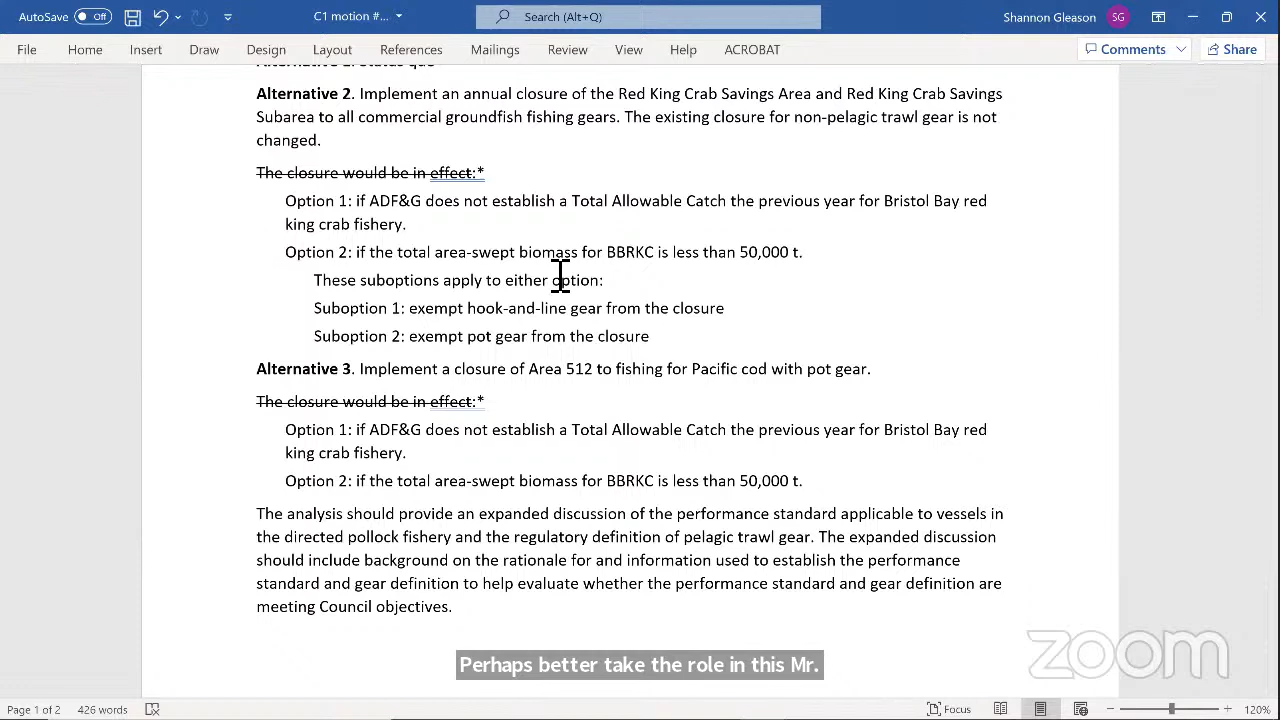 AutoSave Off C1 motion #... Search (Alt+Q) Shannon Gleason SG
File Home Insert Draw Design Layout References Mailings Review View Help ACROBAT Comments Share
Alternative 2. Implement an annual closure of the Red King Crab Savings Area and Red King Crab Savings
Subarea to all commercial groundfish fishing gears. The existing closure for non-pelagic trawl gear is not
changed.
The closure would be in effect:*
Option 1: if ADF&G does not establish a Total Allowable Catch the previous year for Bristol Bay red
king crab fishery.
Option 2: if the total area-swept biomass for BBRKC is less than 50,000 t.
These suboptions apply to either option:
Suboption 1: exempt hook-and-line gear from the closure
Suboption 2: exempt pot gear from the closure
Alternative 3. Implement a closure of Area 512 to fishing for Pacific cod with pot gear.
The closure would be in effect:*
Option 1: if ADF&G does not establish a Total Allowable Catch the previous year for Bristol Bay red
king crab fishery.
Option 2: if the total area-swept biomass for BBRKC is less than 50,000 t.
The analysis should provide an expanded discussion of the performance standard applicable to vessels in
the directed pollock fishery and the regulatory definition of pelagic trawl gear. The expanded discussion
should include background on the rationale for and information used to establish the performance
standard and gear definition to help evaluate whether the performance standard and gear definition are
meeting Council objectives.
Perhaps better take the role in this Mr.
zoom
Page 1 of 2 426 words Focus 120%